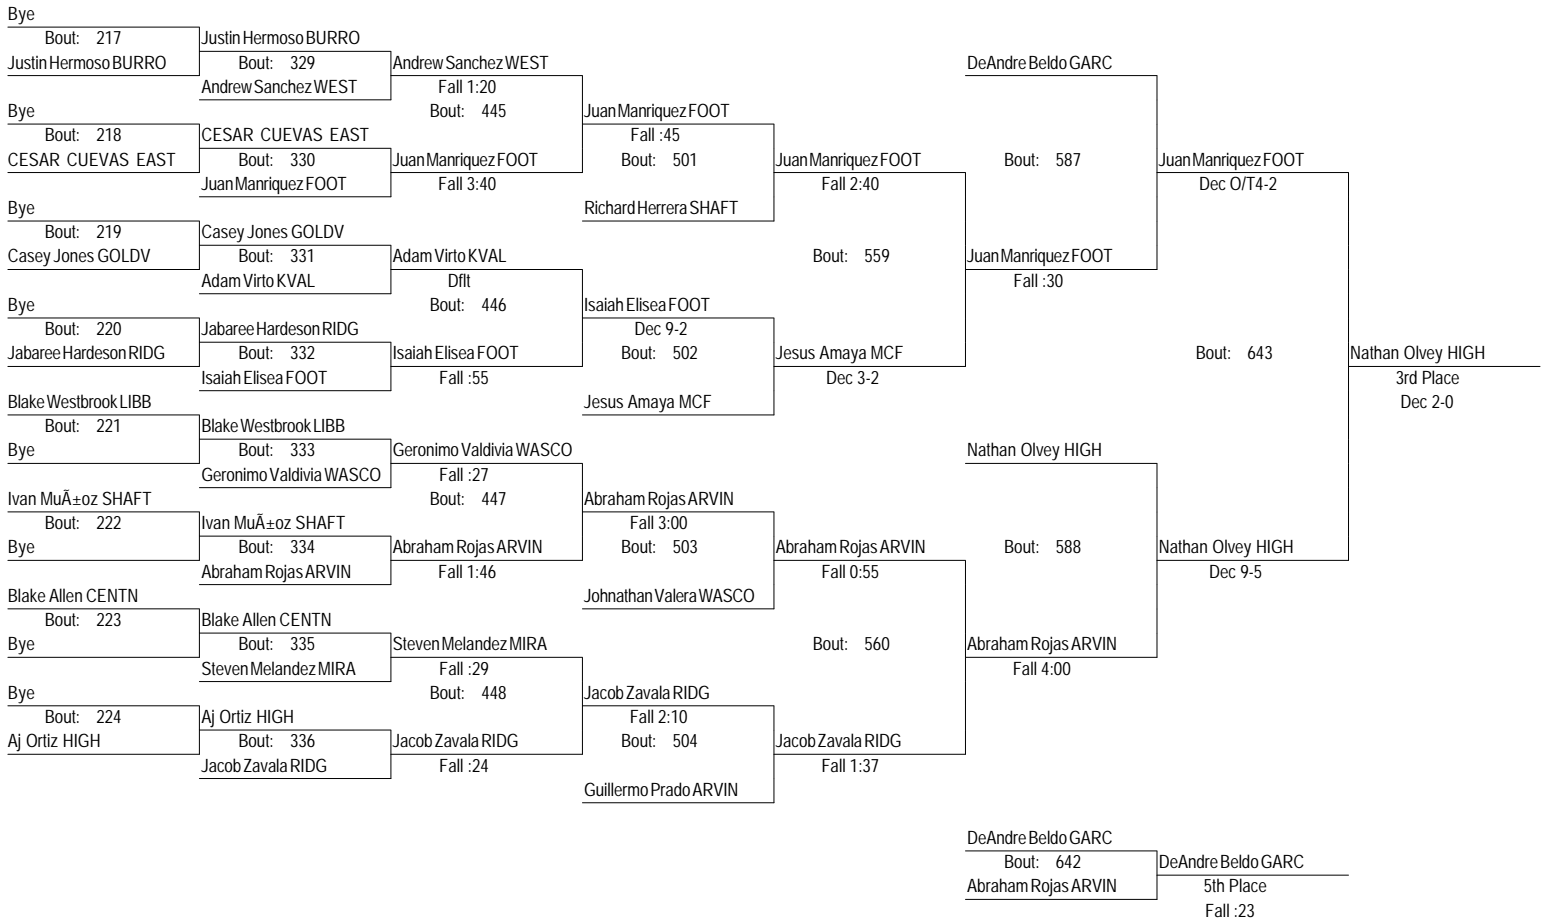 Bye
Bout: 217
Justin Hermoso BURRO
Bye
Bout: 218
CESAR CUEVAS EAST
Bye
Bout: 219
Casey Jones GOLDV
Bye
Bout: 220
Jabaree Hardeson RIDG
Blake Westbrook LIBB
Bout: 221
Bye
Ivan MuÃ±oz SHAFT
Bout: 222
Bye
Blake Allen CENTN
Bout: 223
Bye
Bye
Bout: 224
Aj Ortiz HIGH
Justin Hermoso BURRO
Bout: 329
Andrew Sanchez WEST
CESAR CUEVAS EAST
Bout: 330
Juan Manriquez FOOT
Casey Jones GOLDV
Bout: 331
Adam Virto KVAL
Jabaree Hardeson RIDG
Bout: 332
Isaiah Elisea FOOT
Blake Westbrook LIBB
Bout: 333
Geronimo Valdivia WASCO
Ivan MuÃ±oz SHAFT
Bout: 334
Abraham Rojas ARVIN
Blake Allen CENTN
Bout: 335
Steven Melandez MIRA
Aj Ortiz HIGH
Bout: 336
Jacob Zavala RIDG
Andrew Sanchez WEST
Fall 1:20
Bout: 445
Juan Manriquez FOOT
Fall 3:40
Adam Virto KVAL
Dflt
Bout: 446
Isaiah Elisea FOOT
Fall :55
Geronimo Valdivia WASCO
Fall :27
Bout: 447
Abraham Rojas ARVIN
Fall 1:46
Steven Melandez MIRA
Fall :29
Bout: 448
Jacob Zavala RIDG
Fall :24
Juan Manriquez FOOT
Fall :45
Bout: 501
Richard Herrera SHAFT
Isaiah Elisea FOOT
Dec 9-2
Bout: 502
Jesus Amaya MCF
Abraham Rojas ARVIN
Fall 3:00
Bout: 503
Johnathan Valera WASCO
Jacob Zavala RIDG
Fall 2:10
Bout: 504
Guillermo Prado ARVIN
Juan Manriquez FOOT
Fall 2:40
Bout: 559
Jesus Amaya MCF
Dec 3-2
Abraham Rojas ARVIN
Fall 0:55
Bout: 560
Jacob Zavala RIDG
Fall 1:37
DeAndre Beldo GARC
Bout: 587
Juan Manriquez FOOT
Fall :30
Nathan Olvey HIGH
Bout: 588
Abraham Rojas ARVIN
Fall 4:00
Juan Manriquez FOOT
Dec O/T4-2
Bout: 643
Nathan Olvey HIGH
Dec 9-5
Nathan Olvey HIGH
3rd Place
Dec 2-0
DeAndre Beldo GARC
Bout: 642
Abraham Rojas ARVIN
DeAndre Beldo GARC
5th Place
Fall :23